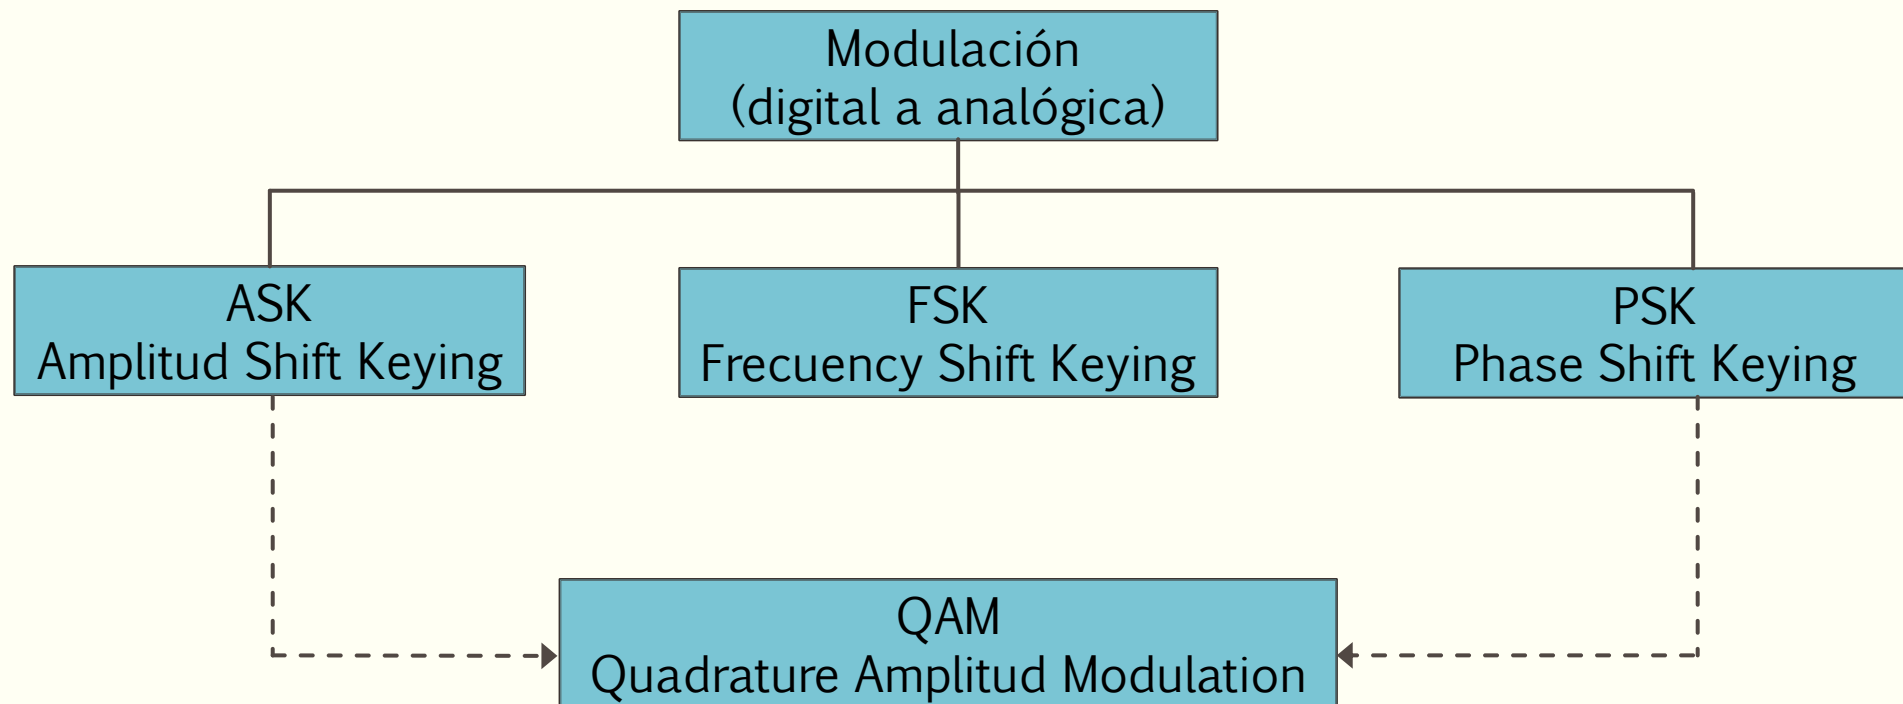 Modulación
(digital a analógica)
ASK
Amplitud Shift Keying
FSK
Frecuency Shift Keying
PSK
Phase Shift Keying
QAM
Quadrature Amplitud Modulation